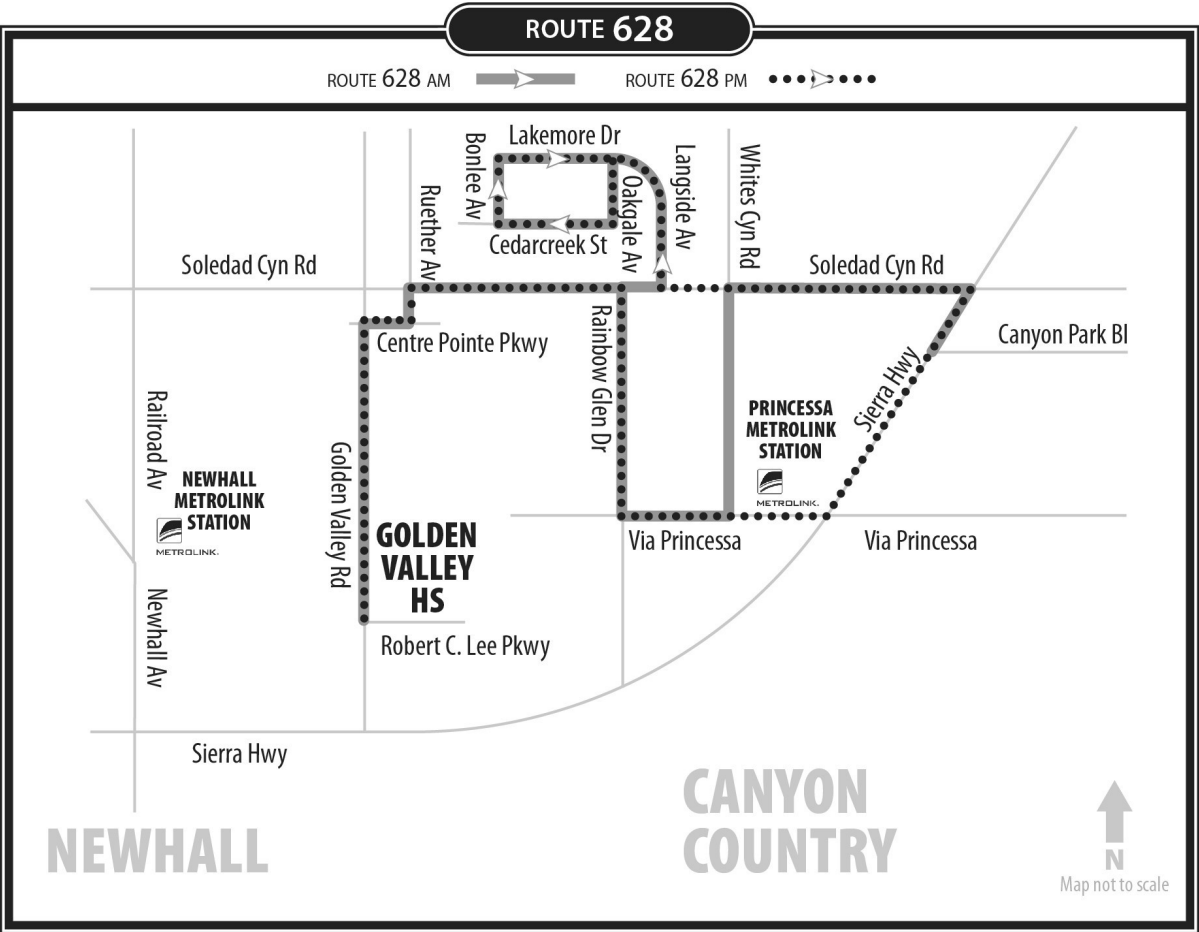 ROUTE 628
ROUTE 628 AM
ROUTE 628 PM
Lakemore Dr
Bonlee Av
Langside Av
Whites Cyn Rd
Oakgale Av
Ruether Av
Cedarcreek St
Soledad Cyn Rd
Soledad Cyn Rd
Rainbow Glen Dr
Centre Pointe Pkwy
Canyon Park Bl
Sierra Hwy
Railroad Av
PRINCESSA
METROLINK
STATION
METROLINK.
Golden Valley Rd
NEWHALL
METROLINK
STATION
METROLINK.
GOLDEN
VALLEY
HS
Via Princessa
Via Princessa
Newhall Av
Robert C. Lee Pkwy
Sierra Hwy
CANYON
COUNTRY
NEWHALL
N
Map not to scale